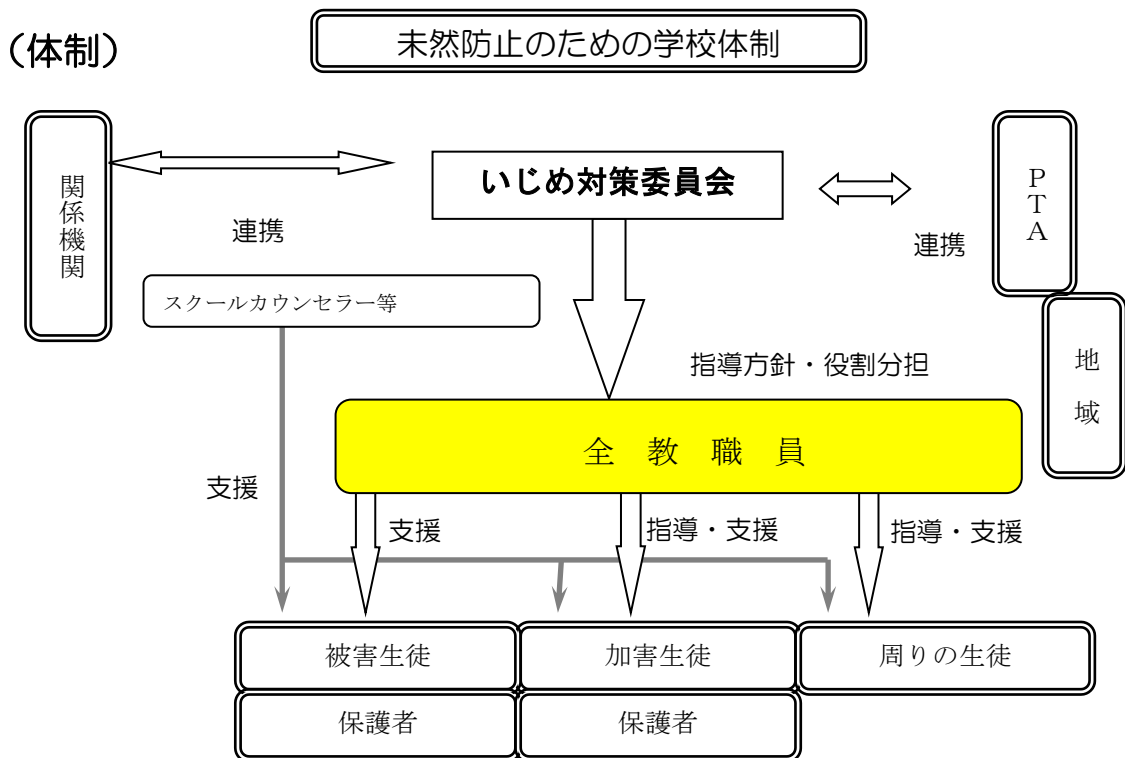 （体制）
未然防止のための学校体制
関係機関
連携
いじめ対策委員会
連携
ＰＴＡ
地域
スクールカウンセラー等
指導方針・役割分担
全教職員
支援
支援
指導・支援
指導・支援
被害生徒
加害生徒
周りの生徒
保護者
保護者